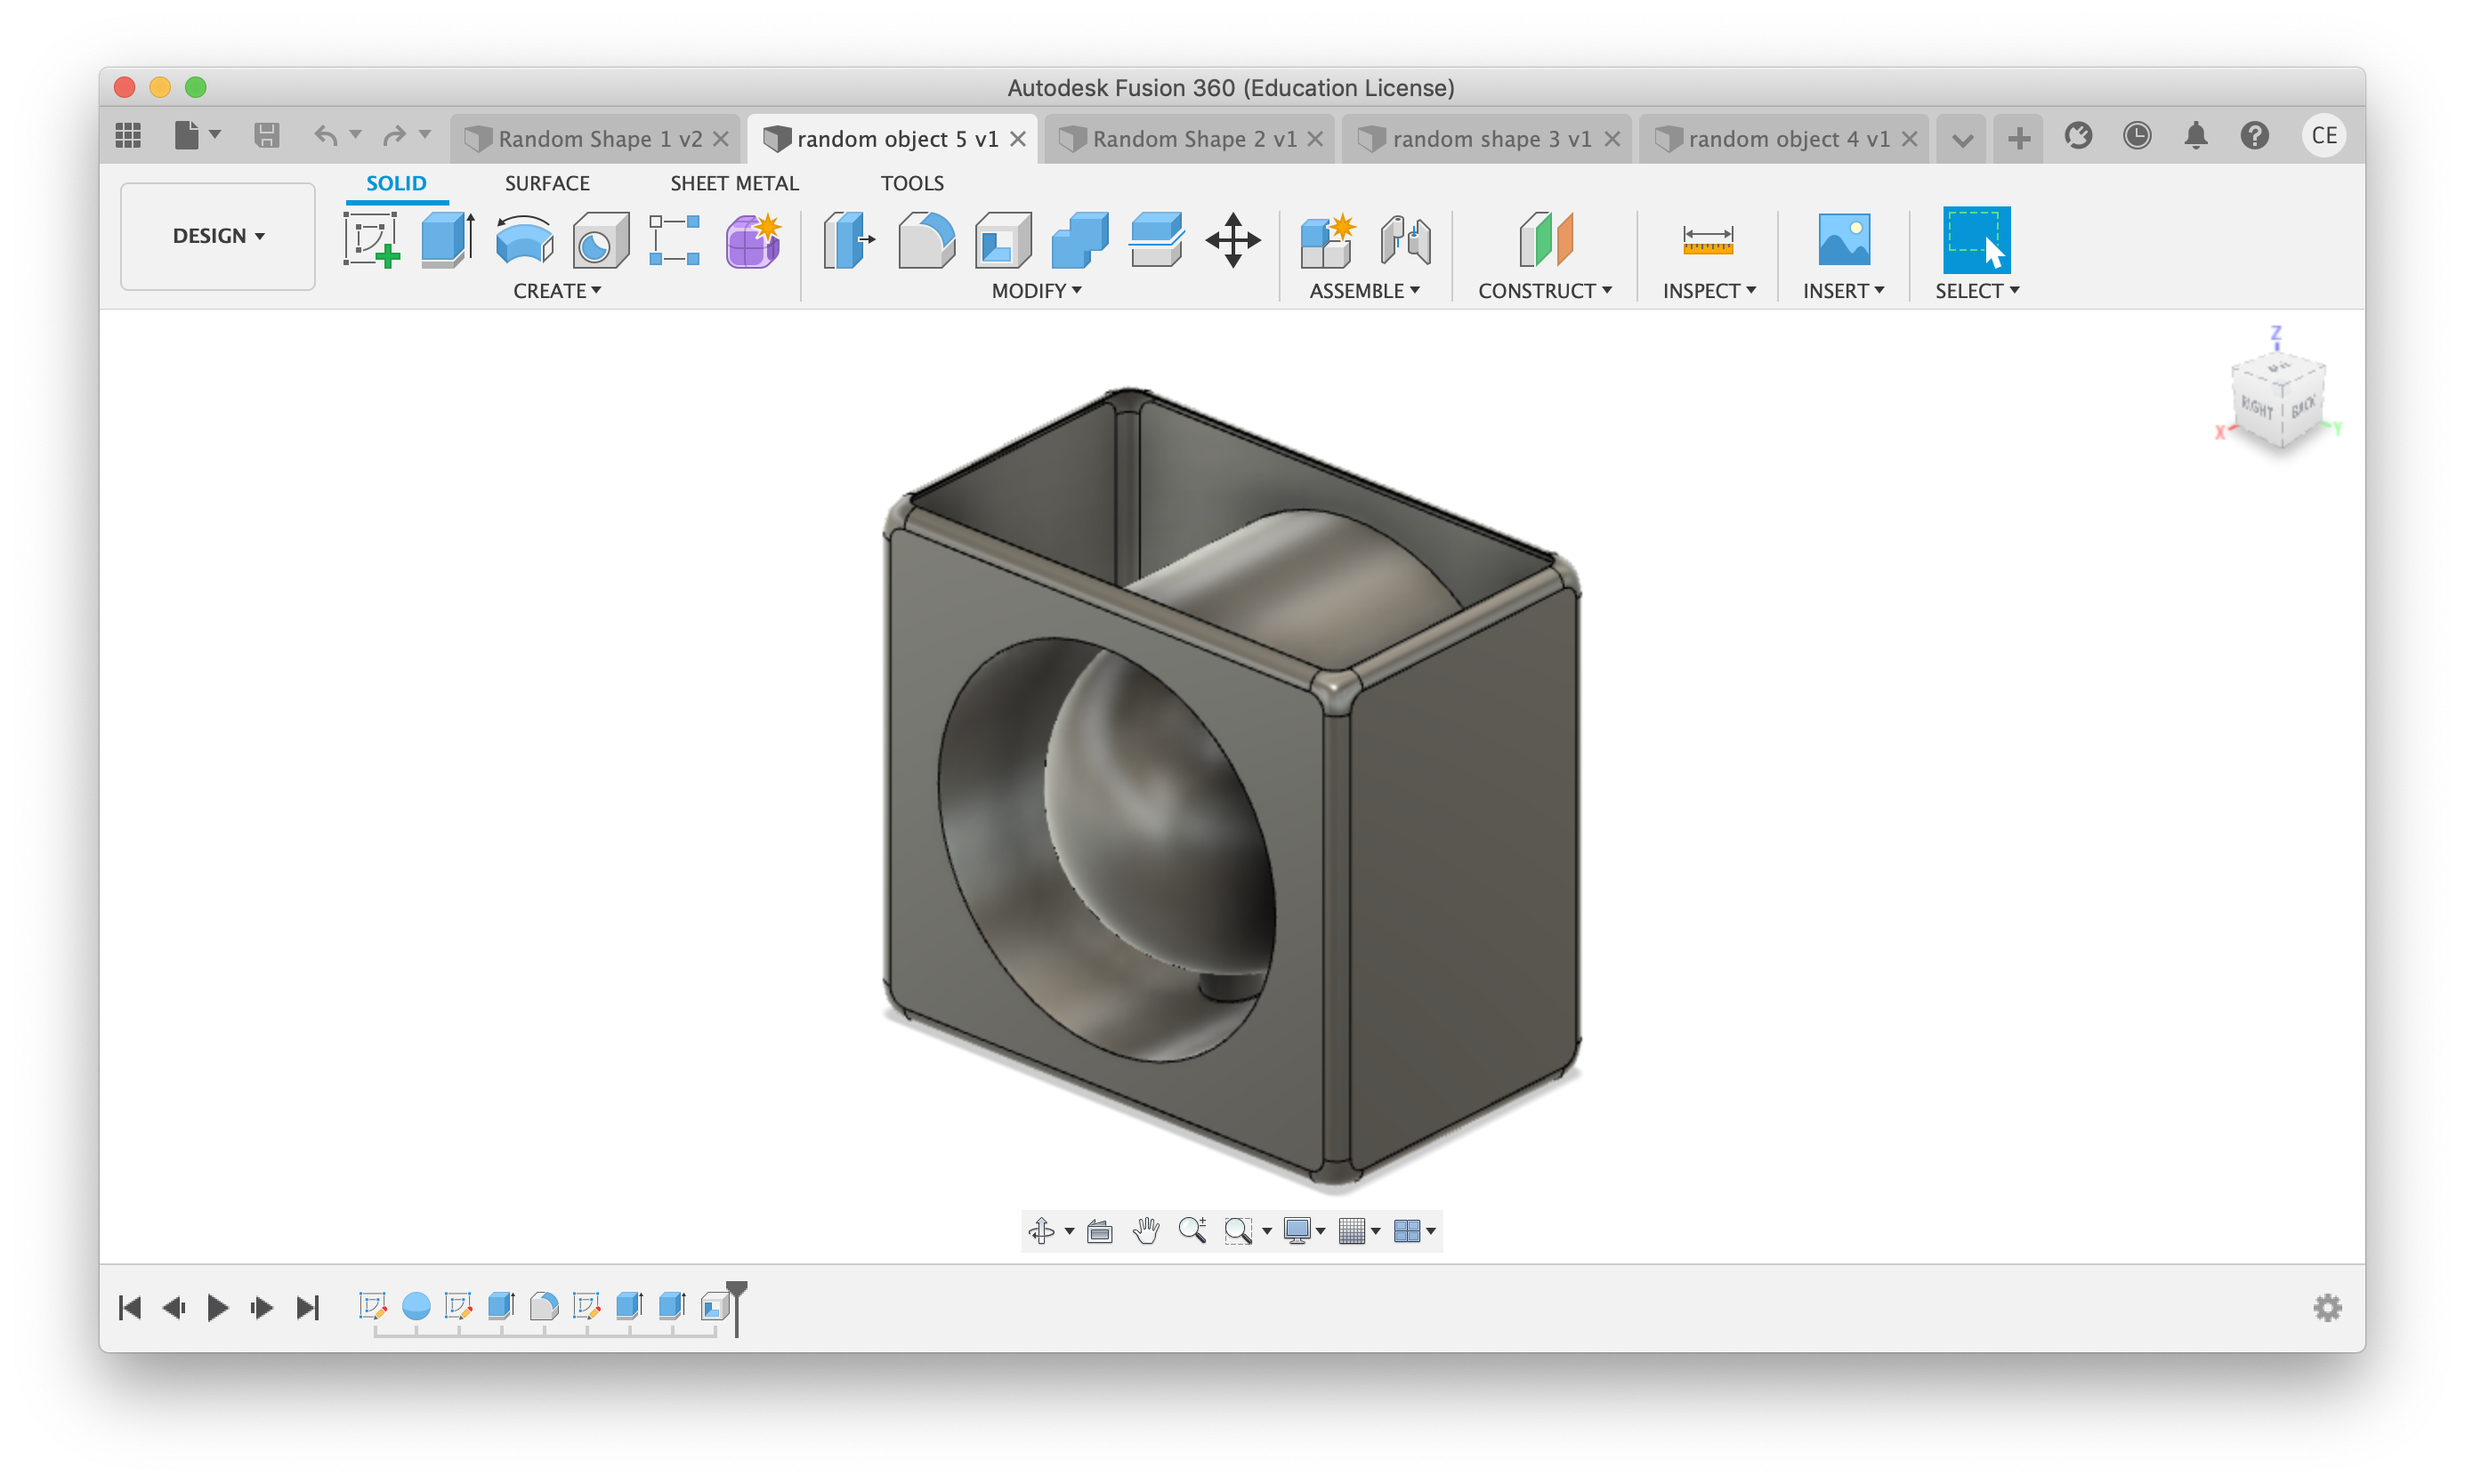 Autodesk Fusion 360 (Education License)
Random Shape 1 v2
random object 5 v1
Random Shape 2 v1
random shape 3 v1
random object 4 v1
CE
DESIGN
SOLID
SURFACE
SHEET METAL
TOOLS
CREATE
MODIFY
ASSEMBLE
CONSTRUCT
INSPECT
INSERT
SELECT
Z
RIGHT
BACK
X
Y